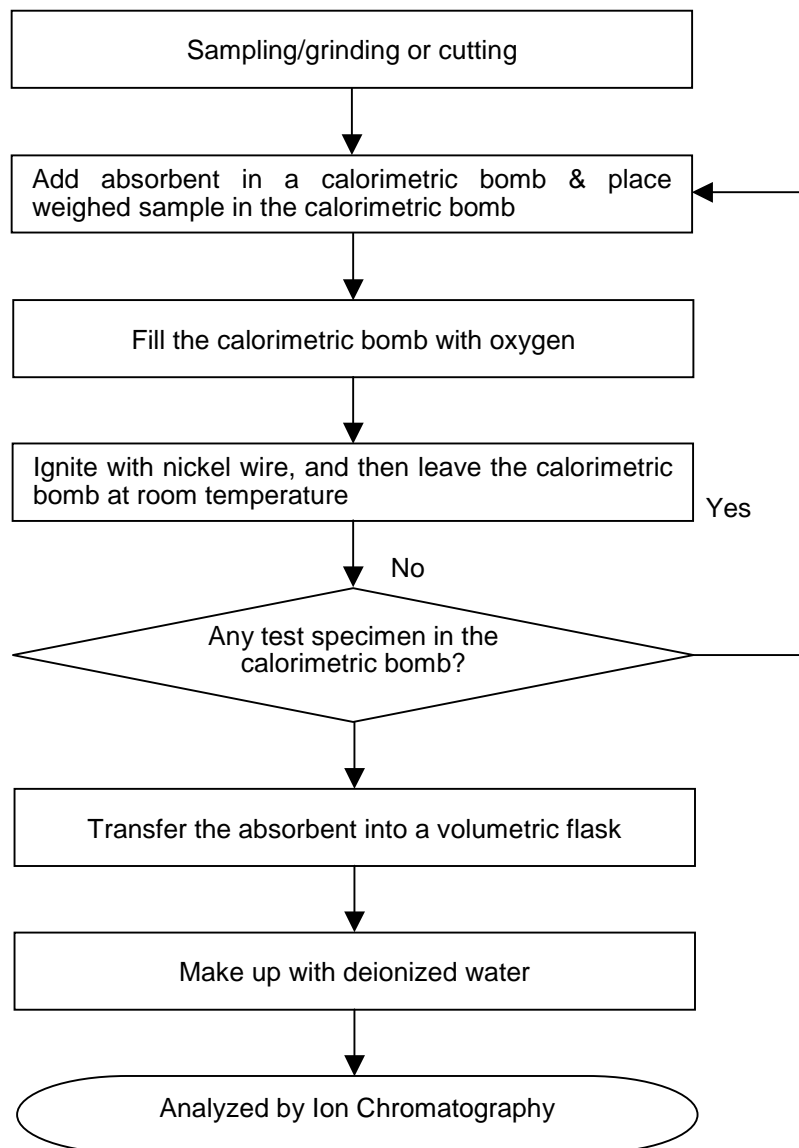 Sampling/grinding or cutting
Add absorbent in a calorimetric bomb & place
weighed sample in the calorimetric bomb
Fill the calorimetric bomb with oxygen
Ignite with nickel wire, and then leave the calorimetric
bomb at room temperature
Yes
No
Any test specimen in the
calorimetric bomb?
Transfer the absorbent into a volumetric flask
Make up with deionized water
Analyzed by Ion Chromatography